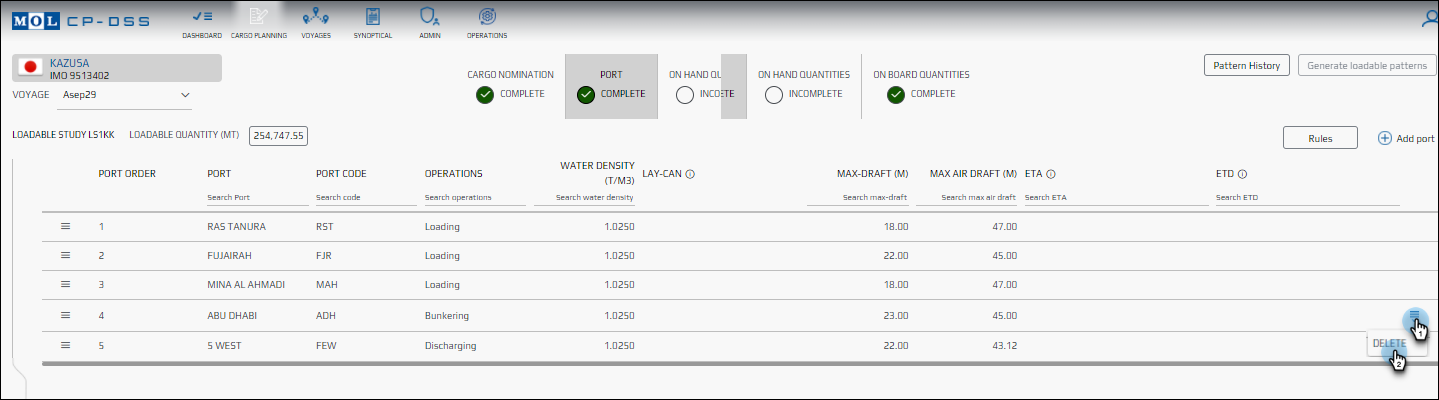 MOL CP-DSS
DASHBOARD CARGO PLANNING VOYAGES SYNOPTICAL ADMIN OPERATIONS
KAZUSA
IMO 9513402
VOYAGE Asep29
CARGO NOMINATION PORT ON HAND QU ON HAND QUANTITIES ON BOARD QUANTITIES
COMPLETE COMPLETE INCO ETE INCOMPLETE COMPLETE
Pattern History Generate loadable patterns
LOADABLE STUDY LS1KK LOADABLE QUANTITY (MT) 254,747.55
Rules Add port
PORT ORDER PORT PORT CODE OPERATIONS WATER DENSITY (T/M3) LAY-CAN MAX-DRAFT (M) MAX AIR DRAFT (M) ETA ETD
Search Port Search code Search operations Search water density Search max-draft Search max air draft Search ETA Search ETD
1 RAS TANURA RST Loading 1.0250 18.00 47.00
2 FUJAIRAH FJR Loading 1.0250 22.00 45.00
3 MINA AL AHMADI MAH Loading 1.0250 18.00 47.00
4 ABU DHABI ADH Bunkering 1.0250 23.00 45.00
1
5 S WEST FEW Discharging 1.0250 22.00 43.12
DELETE
2